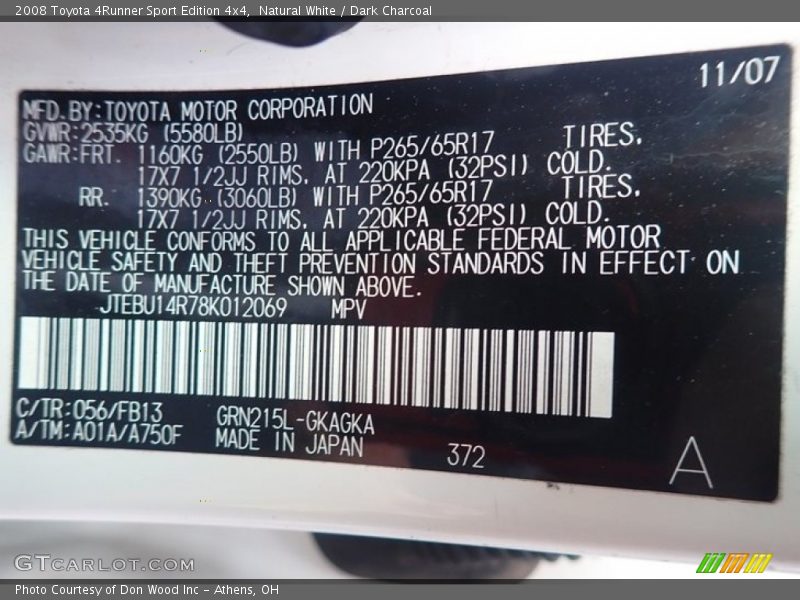 2008 Toyota 4Runner Sport Edition 4x4, Natural White / Dark Charcoal
11/07
MFD.BY:TOYOTA MOTOR CORPORATION
GVWR:2535KG (5580LB)
GAWR:FRT. 1160KG (2550LB) WITH P265/65R17 TIRES,
17X7 1/2JJ RIMS, AT 220KPA (32PSI) COLD.
RR. 1390KG (3060LB) WITH P265/65R17 TIRES,
17X7 1/2JJ RIMS, AT 220KPA (32PSI) COLD.
THIS VEHICLE CONFORMS TO ALL APPLICABLE FEDERAL MOTOR
VEHICLE SAFETY AND THEFT PREVENTION STANDARDS IN EFFECT ON
THE DATE OF MANUFACTURE SHOWN ABOVE.
JTEBU14R78K012069 MPV
C/TR:056/FB13 GRN215L-GKAGKA
A/TM:A01A/A750F MADE IN JAPAN 372 A
GTCARLOT.COM
Photo Courtesy of Don Wood Inc - Athens, OH